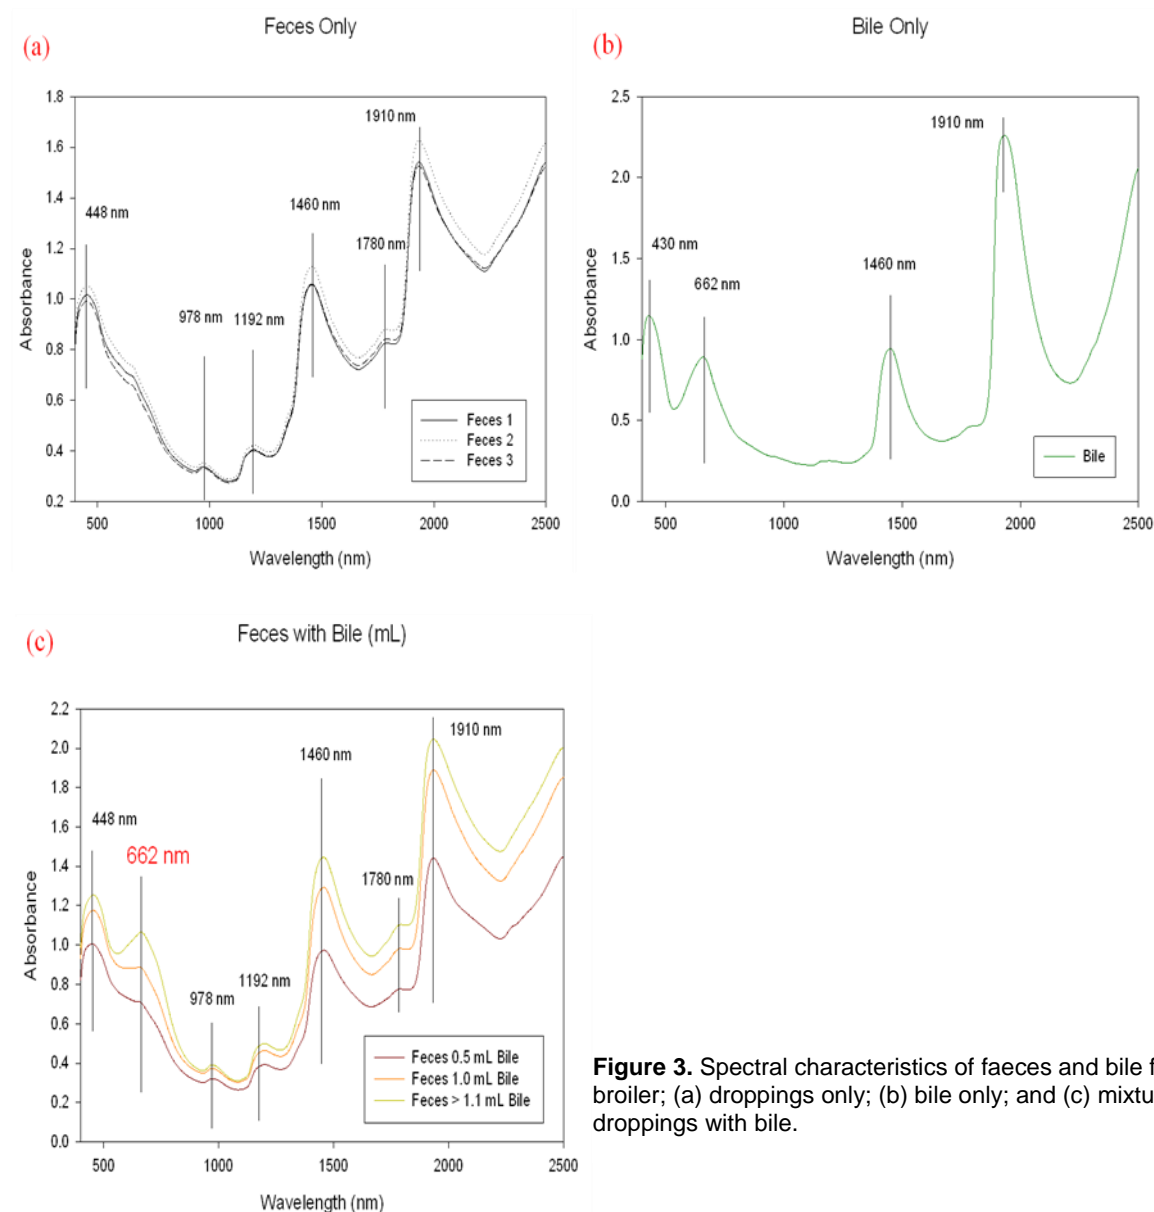 Feces Only
(a)
1.8
1.6
1.4
1.2
1.0
0.8
0.6
0.4
0.2
Absorbance
448 nm
978 nm
1192 nm
1460 nm
1780 nm
1910 nm
Feces 1
Feces 2
Feces 3
500 1000 1500 2000 2500
Wavelength (nm)
Bile Only
(b)
2.5
2.0
1.5
1.0
0.5
0.0
Absorbance
430 nm
662 nm
1460 nm
1910 nm
Bile
500 1000 1500 2000 2500
Wavelength (nm)
Feces with Bile (mL)
(c)
2.2
2.0
1.8
1.6
1.4
1.2
1.0
0.8
0.6
0.4
0.2
0.0
Absorbance
448 nm
662 nm
978 nm
1192 nm
1460 nm
1780 nm
1910 nm
Feces 0.5 mL Bile
Feces 1.0 mL Bile
Feces > 1.1 mL Bile
500 1000 1500 2000 2500
Wavelength (nm)
Figure 3. Spectral characteristics of faeces and bile
broiler; (a) droppings only; (b) bile only; and (c)
droppings with bile.